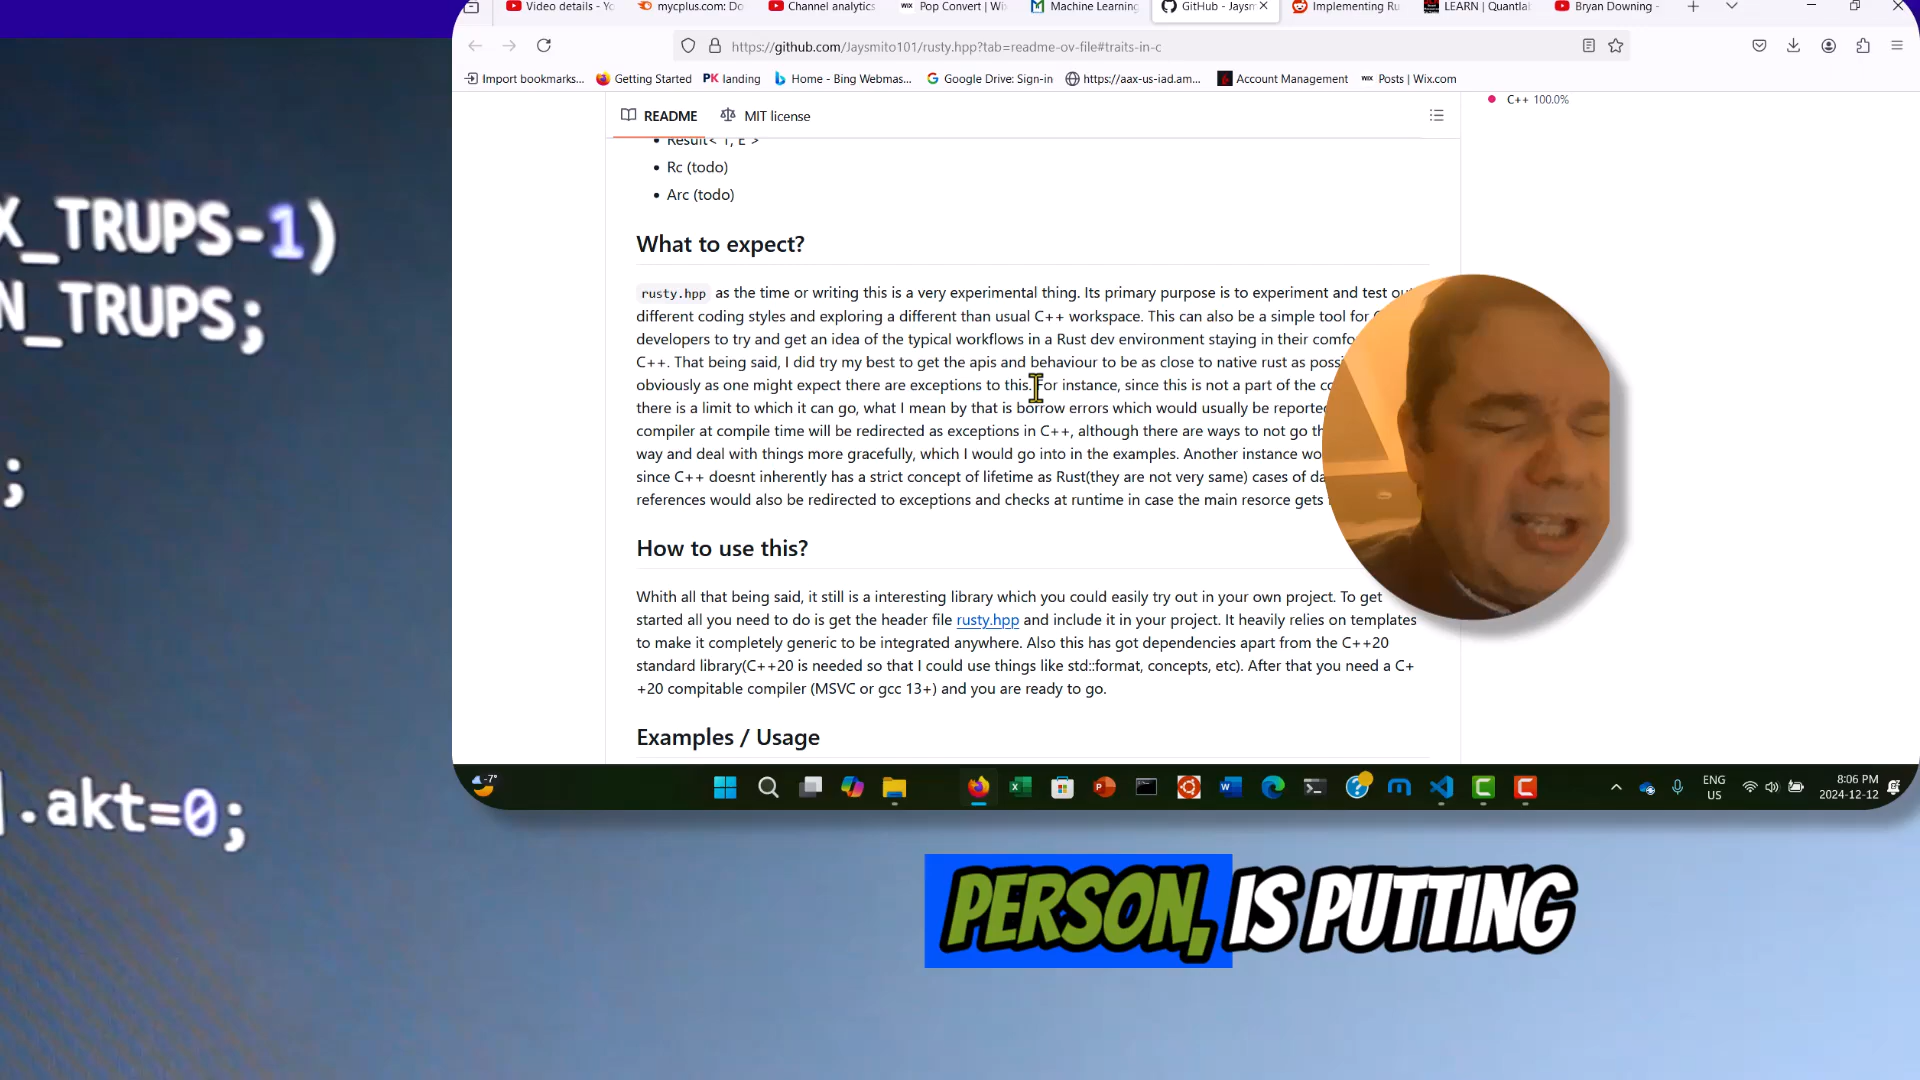 X_TRUPS-1)
N_TRUPS;
;
.akt=0;
Video details - Yo
mycplus.com: Do
Channel analytics
Pop Convert | Wi
Machine Learning
GitHub - Jaysm
Implementing Ru
LEARN | Quantlab
Bryan Downing -
https://github.com/Jaysmito101/rusty.hpp?tab=readme-ov-file#traits-in-c
Import bookmarks... Getting Started PK landing Home - Bing Webmas... Google Drive: Sign-in https://aax-us-iad.am... Account Management Posts | Wix.com
README MIT license
C++ 100.0%
Result< T, E >
Rc (todo)
Arc (todo)
What to expect?
rusty.hpp as the time or writing this is a very experimental thing. Its primary purpose is to experiment and test out
different coding styles and exploring a different than usual C++ workspace. This can also be a simple tool for
developers to try and get an idea of the typical workflows in a Rust dev environment staying in their comfo
C++. That being said, I did try my best to get the apis and behaviour to be as close to native rust as poss
obviously as one might expect there are exceptions to this. For instance, since this is not a part of the co
there is a limit to which it can go, what I mean by that is borrow errors which would usually be reported
compiler at compile time will be redirected as exceptions in C++, although there are ways to not go th
way and deal with things more gracefully, which I would go into in the examples. Another instance wo
since C++ doesnt inherently has a strict concept of lifetime as Rust(they are not very same) cases of da
references would also be redirected to exceptions and checks at runtime in case the main resorce gets
How to use this?
Whith all that being said, it still is a interesting library which you could easily try out in your own project. To get
started all you need to do is get the header file rusty.hpp and include it in your project. It heavily relies on templates
to make it completely generic to be integrated anywhere. Also this has got dependencies apart from the C++20
standard library(C++20 is needed so that I could use things like std::format, concepts, etc). After that you need a C+
+20 compitable compiler (MSVC or gcc 13+) and you are ready to go.
Examples / Usage
-7°
ENG
US
8:06 PM
2024-12-12
PERSON, IS PUTTING